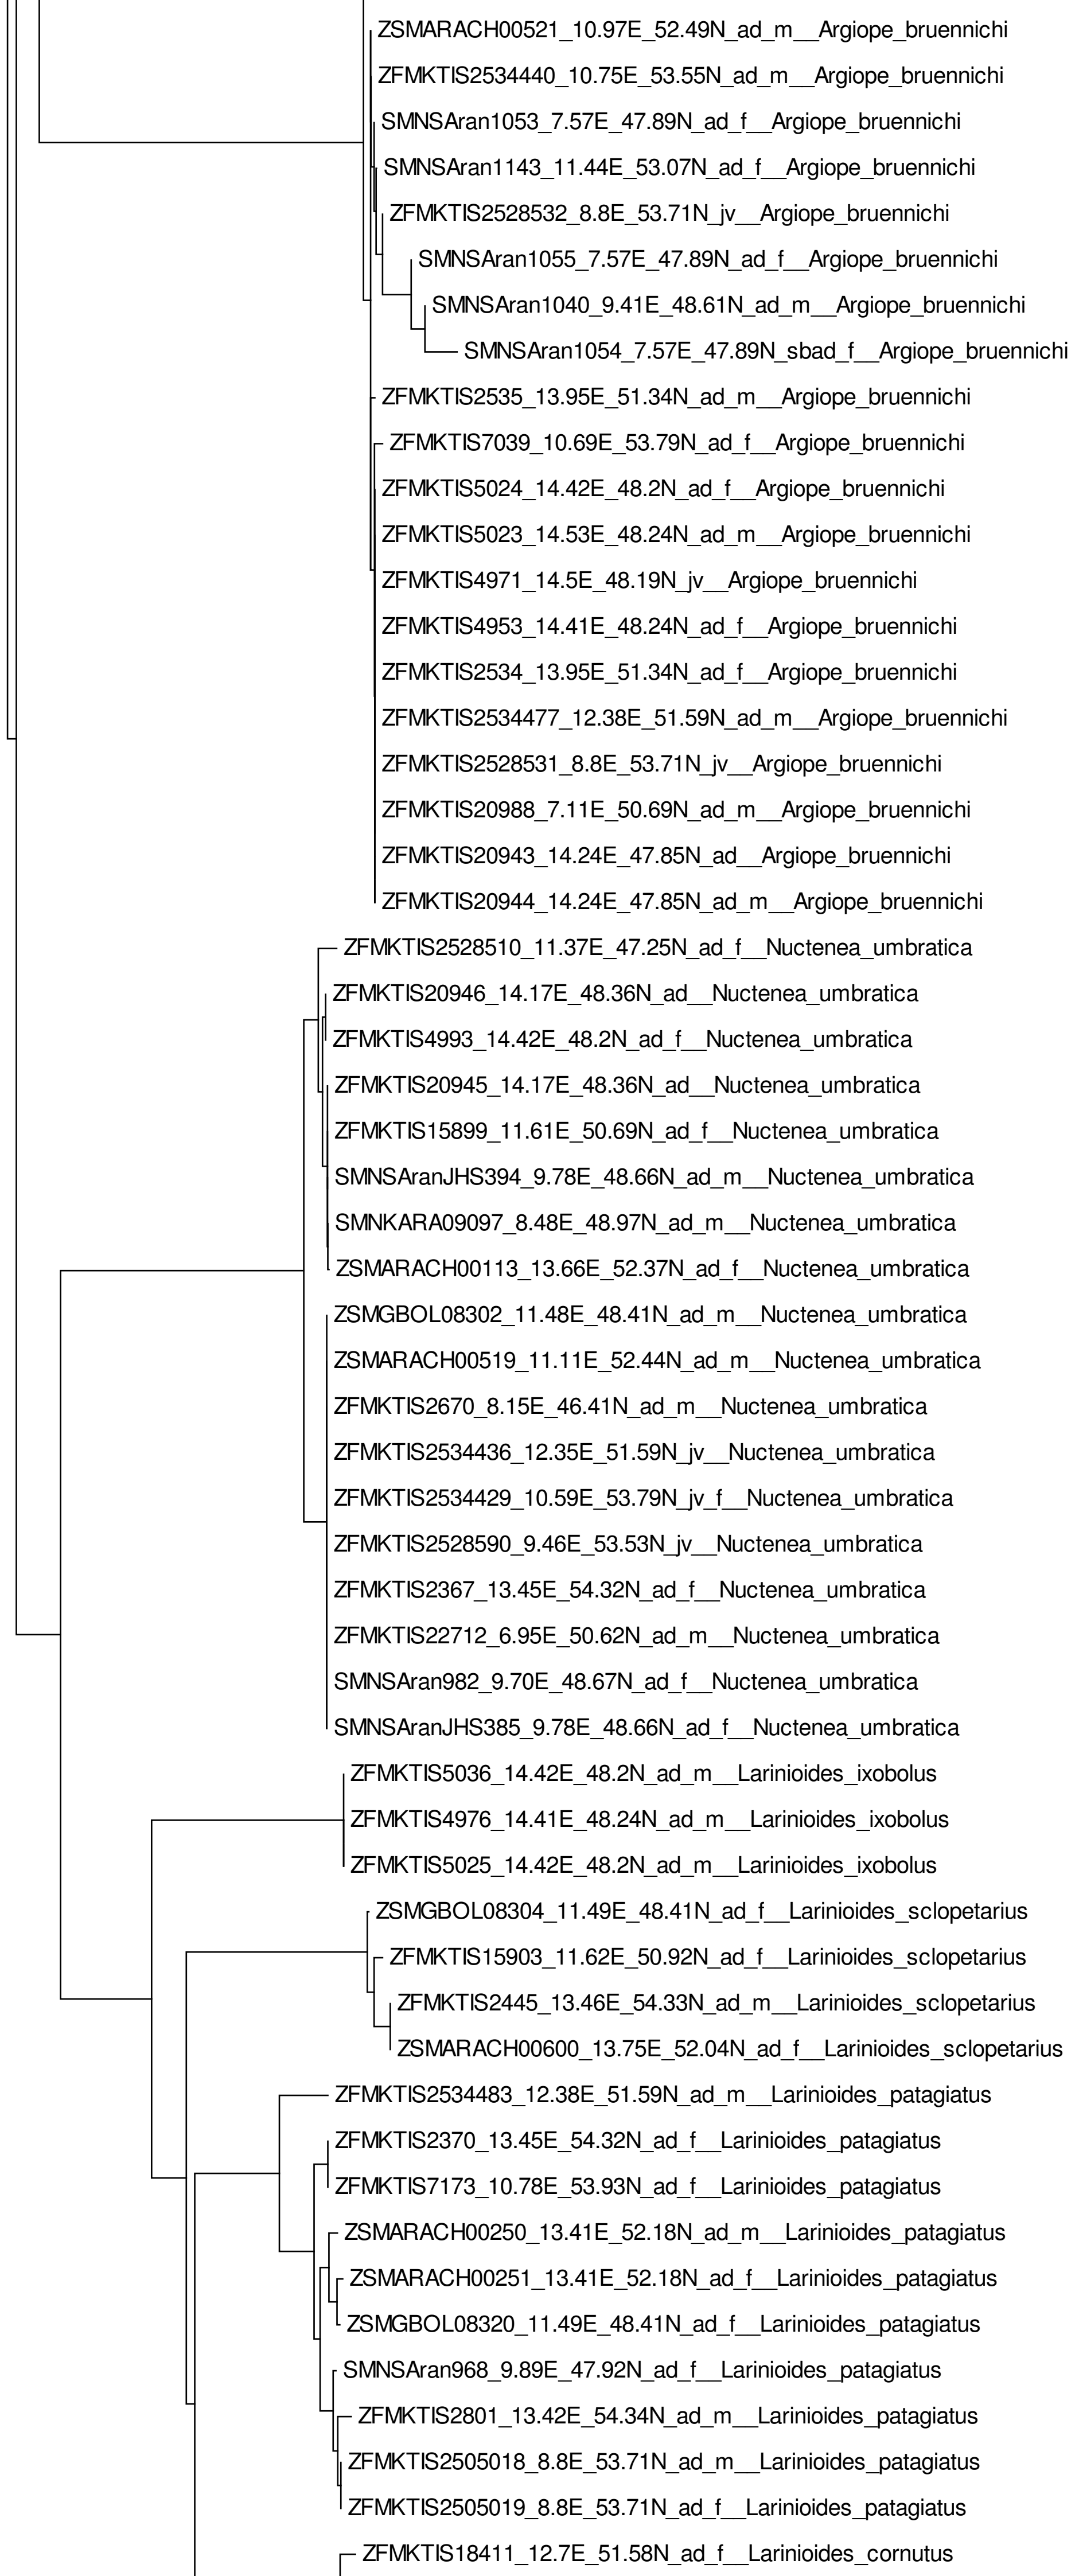 ZSMARACH00521_10.97E_52.49N_ad_m__Argiope_bruennichi
ZFMKTIS2534440_10.75E_53.55N_ad_m__Argiope_bruennichi
SMNSAran1053_7.57E_47.89N_ad_f__Argiope_bruennichi
SMNSAran1143_11.44E_53.07N_ad_f__Argiope_bruennichi
ZFMKTIS2528532_8.8E_53.71N_jv__Argiope_bruennichi
SMNSAran1055_7.57E_47.89N_ad_f__Argiope_bruennichi
SMNSAran1040_9.41E_48.61N_ad_m__Argiope_bruennichi
SMNSAran1054_7.57E_47.89N_sbad_f__Argiope_bruennichi
ZFMKTIS2535_13.95E_51.34N_ad_m__Argiope_bruennichi
ZFMKTIS7039_10.69E_53.79N_ad_f__Argiope_bruennichi
ZFMKTIS5024_14.42E_48.2N_ad_f__Argiope_bruennichi
ZFMKTIS5023_14.53E_48.24N_ad_m__Argiope_bruennichi
ZFMKTIS4971_14.5E_48.19N_jv__Argiope_bruennichi
ZFMKTIS4953_14.41E_48.24N_ad_f__Argiope_bruennichi
ZFMKTIS2534_13.95E_51.34N_ad_f__Argiope_bruennichi
ZFMKTIS2534477_12.38E_51.59N_ad_m__Argiope_bruennichi
ZFMKTIS2528531_8.8E_53.71N_jv__Argiope_bruennichi
ZFMKTIS20988_7.11E_50.69N_ad_m__Argiope_bruennichi
ZFMKTIS20943_14.24E_47.85N_ad__Argiope_bruennichi
ZFMKTIS20944_14.24E_47.85N_ad_m__Argiope_bruennichi
ZFMKTIS2528510_11.37E_47.25N_ad_f__Nuctenea_umbratica
ZFMKTIS20946_14.17E_48.36N_ad__Nuctenea_umbratica
ZFMKTIS4993_14.42E_48.2N_ad_f__Nuctenea_umbratica
ZFMKTIS20945_14.17E_48.36N_ad__Nuctenea_umbratica
ZFMKTIS15899_11.61E_50.69N_ad_f__Nuctenea_umbratica
SMNSAranJHS394_9.78E_48.66N_ad_m__Nuctenea_umbratica
SMNKARA09097_8.48E_48.97N_ad_m__Nuctenea_umbratica
ZSMARACH00113_13.66E_52.37N_ad_f__Nuctenea_umbratica
ZSMGBOL08302_11.48E_48.41N_ad_m__Nuctenea_umbratica
ZSMARACH00519_11.11E_52.44N_ad_m__Nuctenea_umbratica
ZFMKTIS2670_8.15E_46.41N_ad_m__Nuctenea_umbratica
ZFMKTIS2534436_12.35E_51.59N_jv__Nuctenea_umbratica
ZFMKTIS2534429_10.59E_53.79N_jv_f__Nuctenea_umbratica
ZFMKTIS2528590_9.46E_53.53N_jv__Nuctenea_umbratica
ZFMKTIS2367_13.45E_54.32N_ad_f__Nuctenea_umbratica
ZFMKTIS22712_6.95E_50.62N_ad_m__Nuctenea_umbratica
SMNSAran982_9.70E_48.67N_ad_f__Nuctenea_umbratica
SMNSAranJHS385_9.78E_48.66N_ad_f__Nuctenea_umbratica
ZFMKTIS5036_14.42E_48.2N_ad_m__Larinioides_ixobolus
ZFMKTIS4976_14.41E_48.24N_ad_m__Larinioides_ixobolus
ZFMKTIS5025_14.42E_48.2N_ad_m__Larinioides_ixobolus
ZSMGBOL08304_11.49E_48.41N_ad_f__Larinioides_sclopetarius
ZFMKTIS15903_11.62E_50.92N_ad_f__Larinioides_sclopetarius
ZFMKTIS2445_13.46E_54.33N_ad_m__Larinioides_sclopetarius
ZSMARACH00600_13.75E_52.04N_ad_f__Larinioides_sclopetarius
ZFMKTIS2534483_12.38E_51.59N_ad_m__Larinioides_patagiatus
ZFMKTIS2370_13.45E_54.32N_ad_f__Larinioides_patagiatus
ZFMKTIS7173_10.78E_53.93N_ad_f__Larinioides_patagiatus
ZSMARACH00250_13.41E_52.18N_ad_m__Larinioides_patagiatus
ZSMARACH00251_13.41E_52.18N_ad_f__Larinioides_patagiatus
ZSMGBOL08320_11.49E_48.41N_ad_f__Larinioides_patagiatus
SMNSAran968_9.89E_47.92N_ad_f__Larinioides_patagiatus
ZFMKTIS2801_13.42E_54.34N_ad_m__Larinioides_patagiatus
ZFMKTIS2505018_8.8E_53.71N_ad_m__Larinioides_patagiatus
ZFMKTIS2505019_8.8E_53.71N_ad_f__Larinioides_patagiatus
ZFMKTIS18411_12.7E_51.58N_ad_f__Larinioides_cornutus